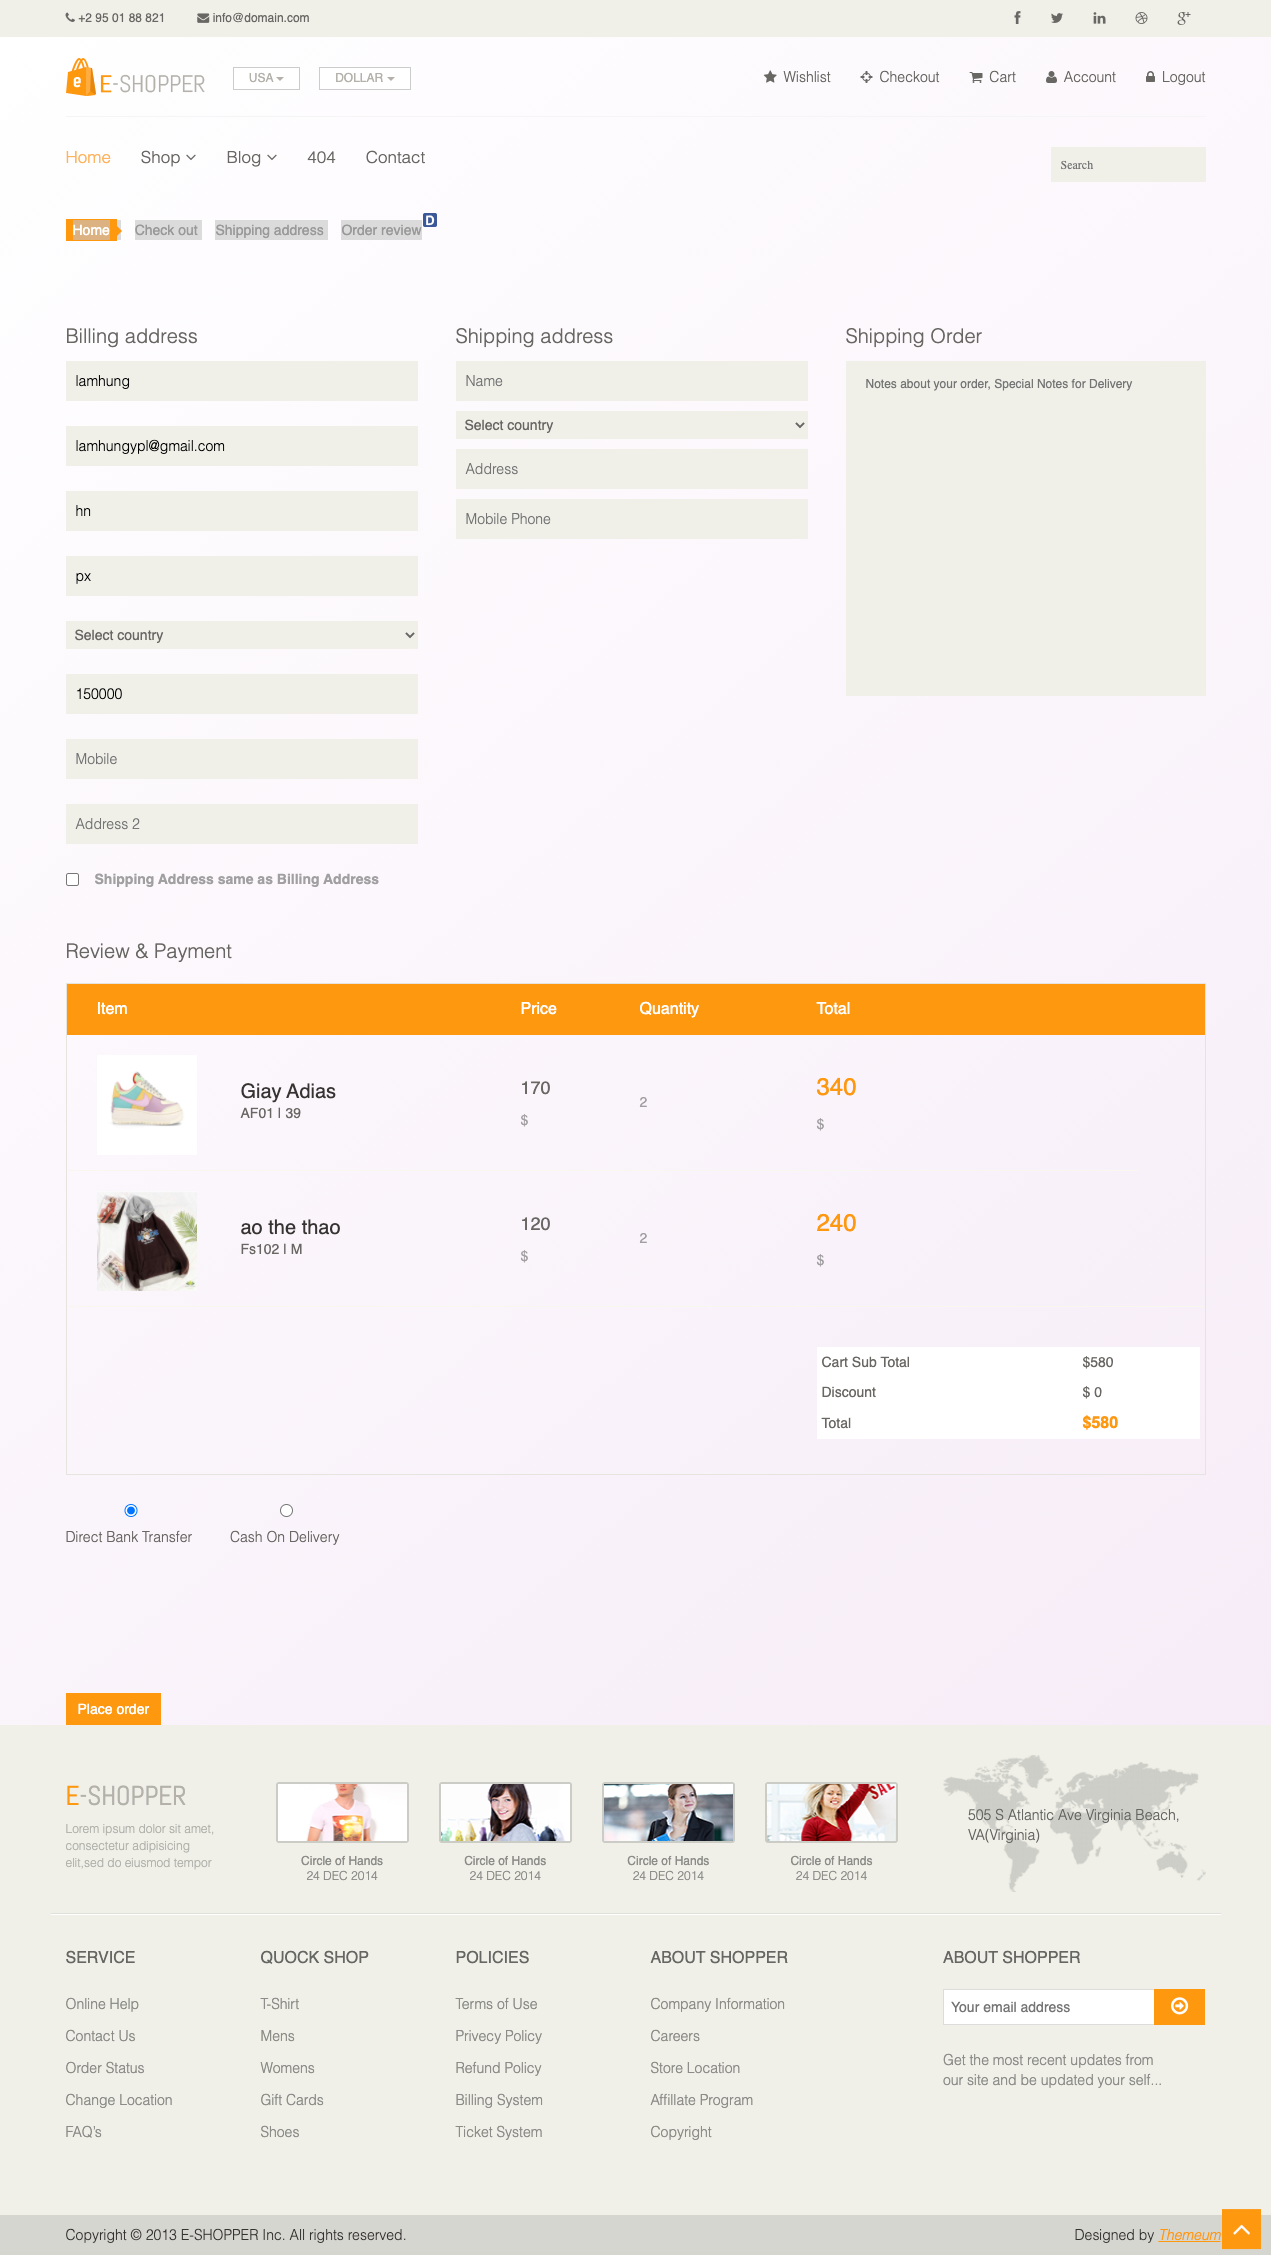 +2 95 01 88 821 info@domain.com
E-SHOPPER USA DOLLAR Wishlist Checkout Cart Account Logout
Home Shop Blog 404 Contact Search
Home Check out Shipping address Order review D
Billing address Shipping address Shipping Order
lamhung Name Notes about your order, Special Notes for Delivery
Select country
lamhungypl@gmail.com
Address
hn Mobile Phone
px
Select country
150000
Mobile
Address 2
Shipping Address same as Billing Address
Review & Payment
Item Price Quantity Total
Giay Adias 170 340
AF01 | 39 $ 2 $
ao the thao 120 240
Fs102 | M $ 2 $
Cart Sub Total $580
Discount $ 0
Total $580
Direct Bank Transfer Cash On Delivery
Place order
E-SHOPPER
Lorem ipsum dolor sit amet,
consectetur adipisicing
elit,sed do eiusmod tempor
SALE
Circle of Hands Circle of Hands Circle of Hands Circle of Hands
24 DEC 2014 24 DEC 2014 24 DEC 2014 24 DEC 2014
505 S Atlantic Ave Virginia Beach,
VA(Virginia)
SERVICE QUOCK SHOP POLICIES ABOUT SHOPPER ABOUT SHOPPER
Online Help T-Shirt Terms of Use Company Information Your email address
Contact Us Mens Privecy Policy Careers
Order Status Womens Refund Policy Store Location
Change Location Gift Cards Billing System Affillate Program
FAQ's Shoes Ticket System Copyright
Get the most recent updates from
our site and be updated your self...
Copyright © 2013 E-SHOPPER Inc. All rights reserved. Designed by Themeum